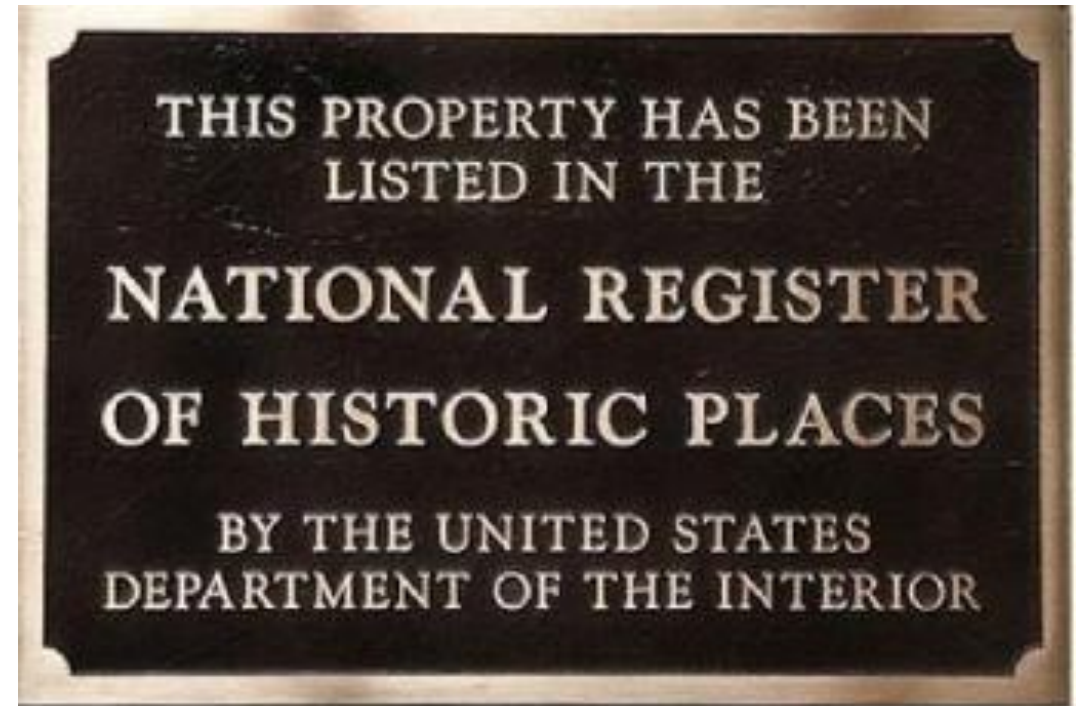 THIS PROPERTY HAS BEEN
LISTED IN THE
NATIONAL REGISTER
OF HISTORIC PLACES
BY THE UNITED STATES
DEPARTMENT OF THE INTERIOR